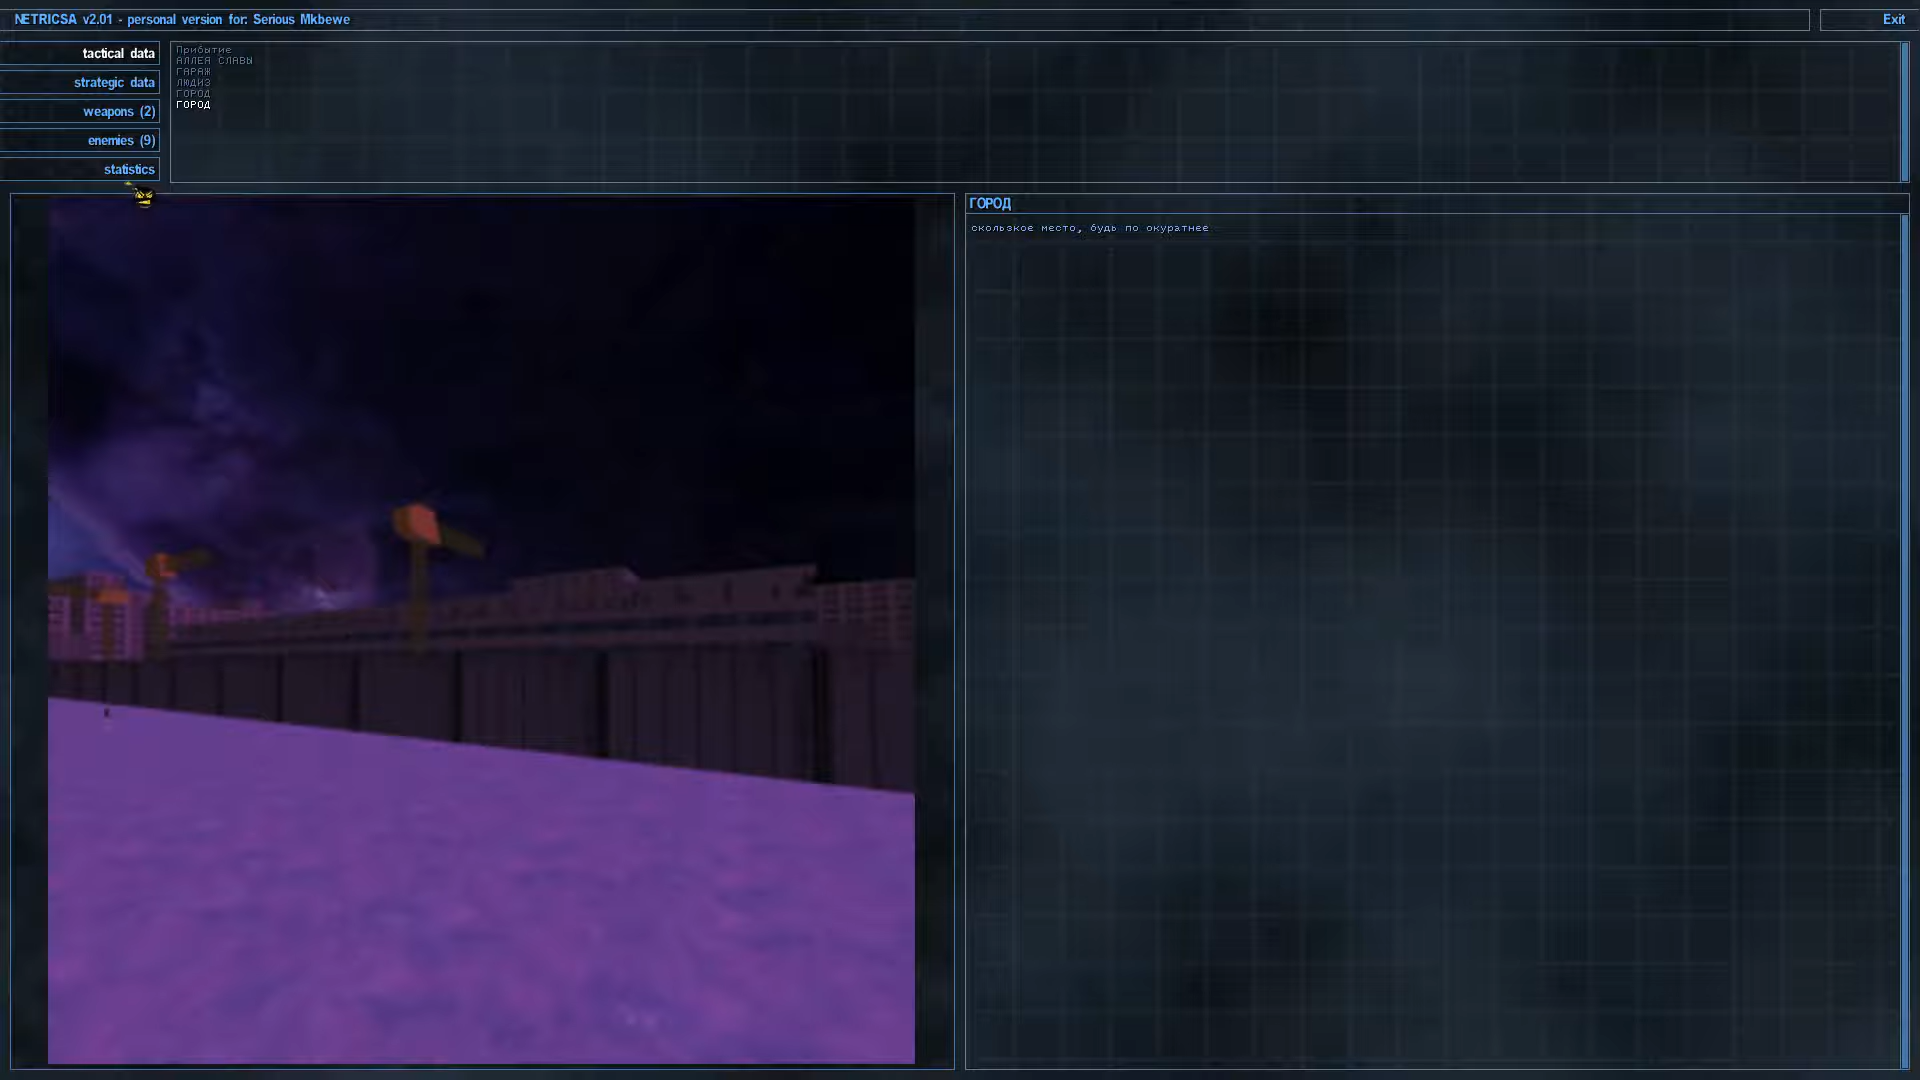 NETRICSA v2.01 - personal version for: Serious Mkbewe
Exit
tactical data
strategic data
weapons (2)
enemies (9)
statistics
Прибытие
АЛЛЕЯ СЛАВЫ
ГАРАЖ
ЛЮДИЗ
ГОРОД
ГОРОД
ГОРОД
скользкое место, будь по окуратнее